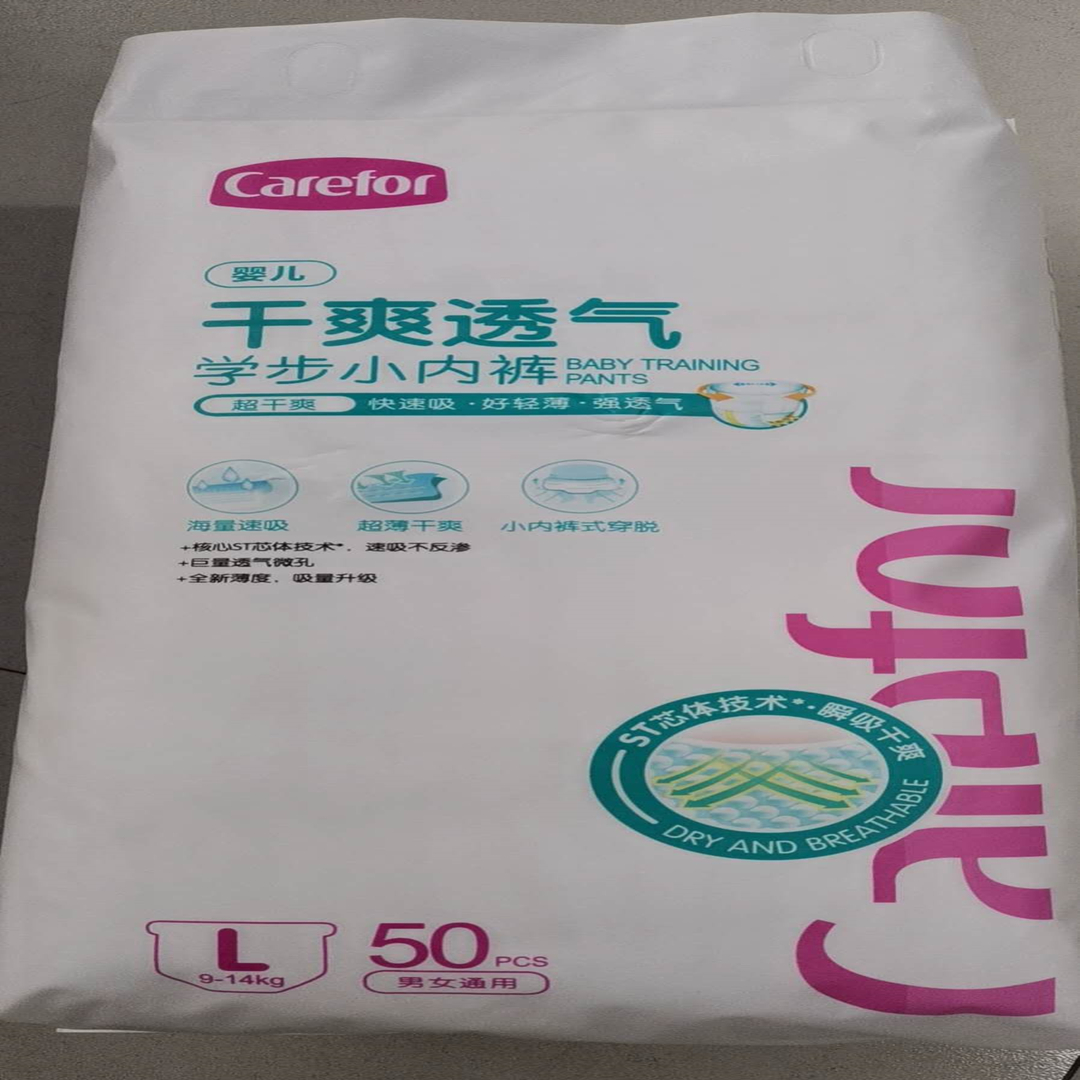 Carefor
婴儿
干爽透气
学步小内裤 BABY TRAINING PANTS
超干爽 快速吸·好轻薄·强透气
海量速吸 超薄干爽 小内裤式穿脱
+核心ST芯体技术*，速吸不反渗
+巨量透气微孔
+全新薄度，吸量升级
Carefor
ST芯体技术*·瞬吸干爽
DRY AND BREATHABLE
L
9-14kg
50PCS
男女通用